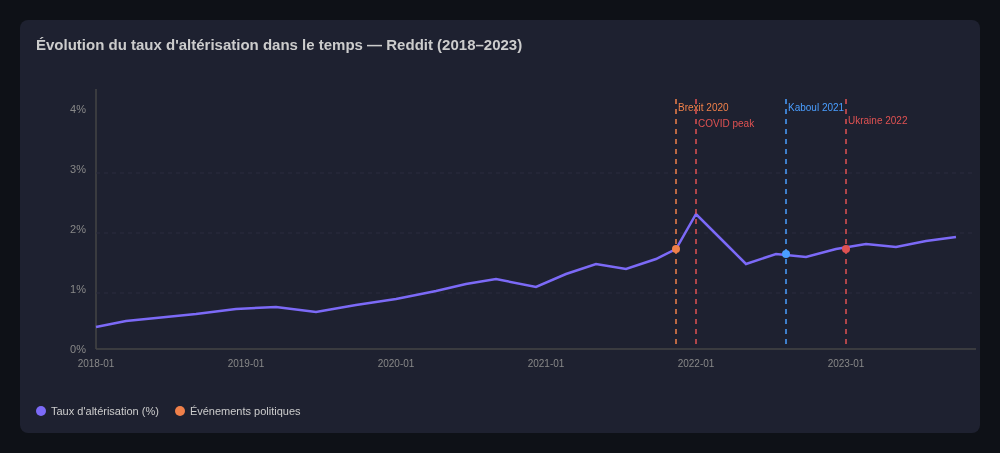 Évolution du taux d'altérisation dans le temps — Reddit (2018–2023)
4%
3%
2%
1%
0%
Brexit 2020
COVID peak
Kaboul 2021
Ukraine 2022
2018-01 2019-01 2020-01 2021-01 2022-01 2023-01
Taux d'altérisation (%) Événements politiques